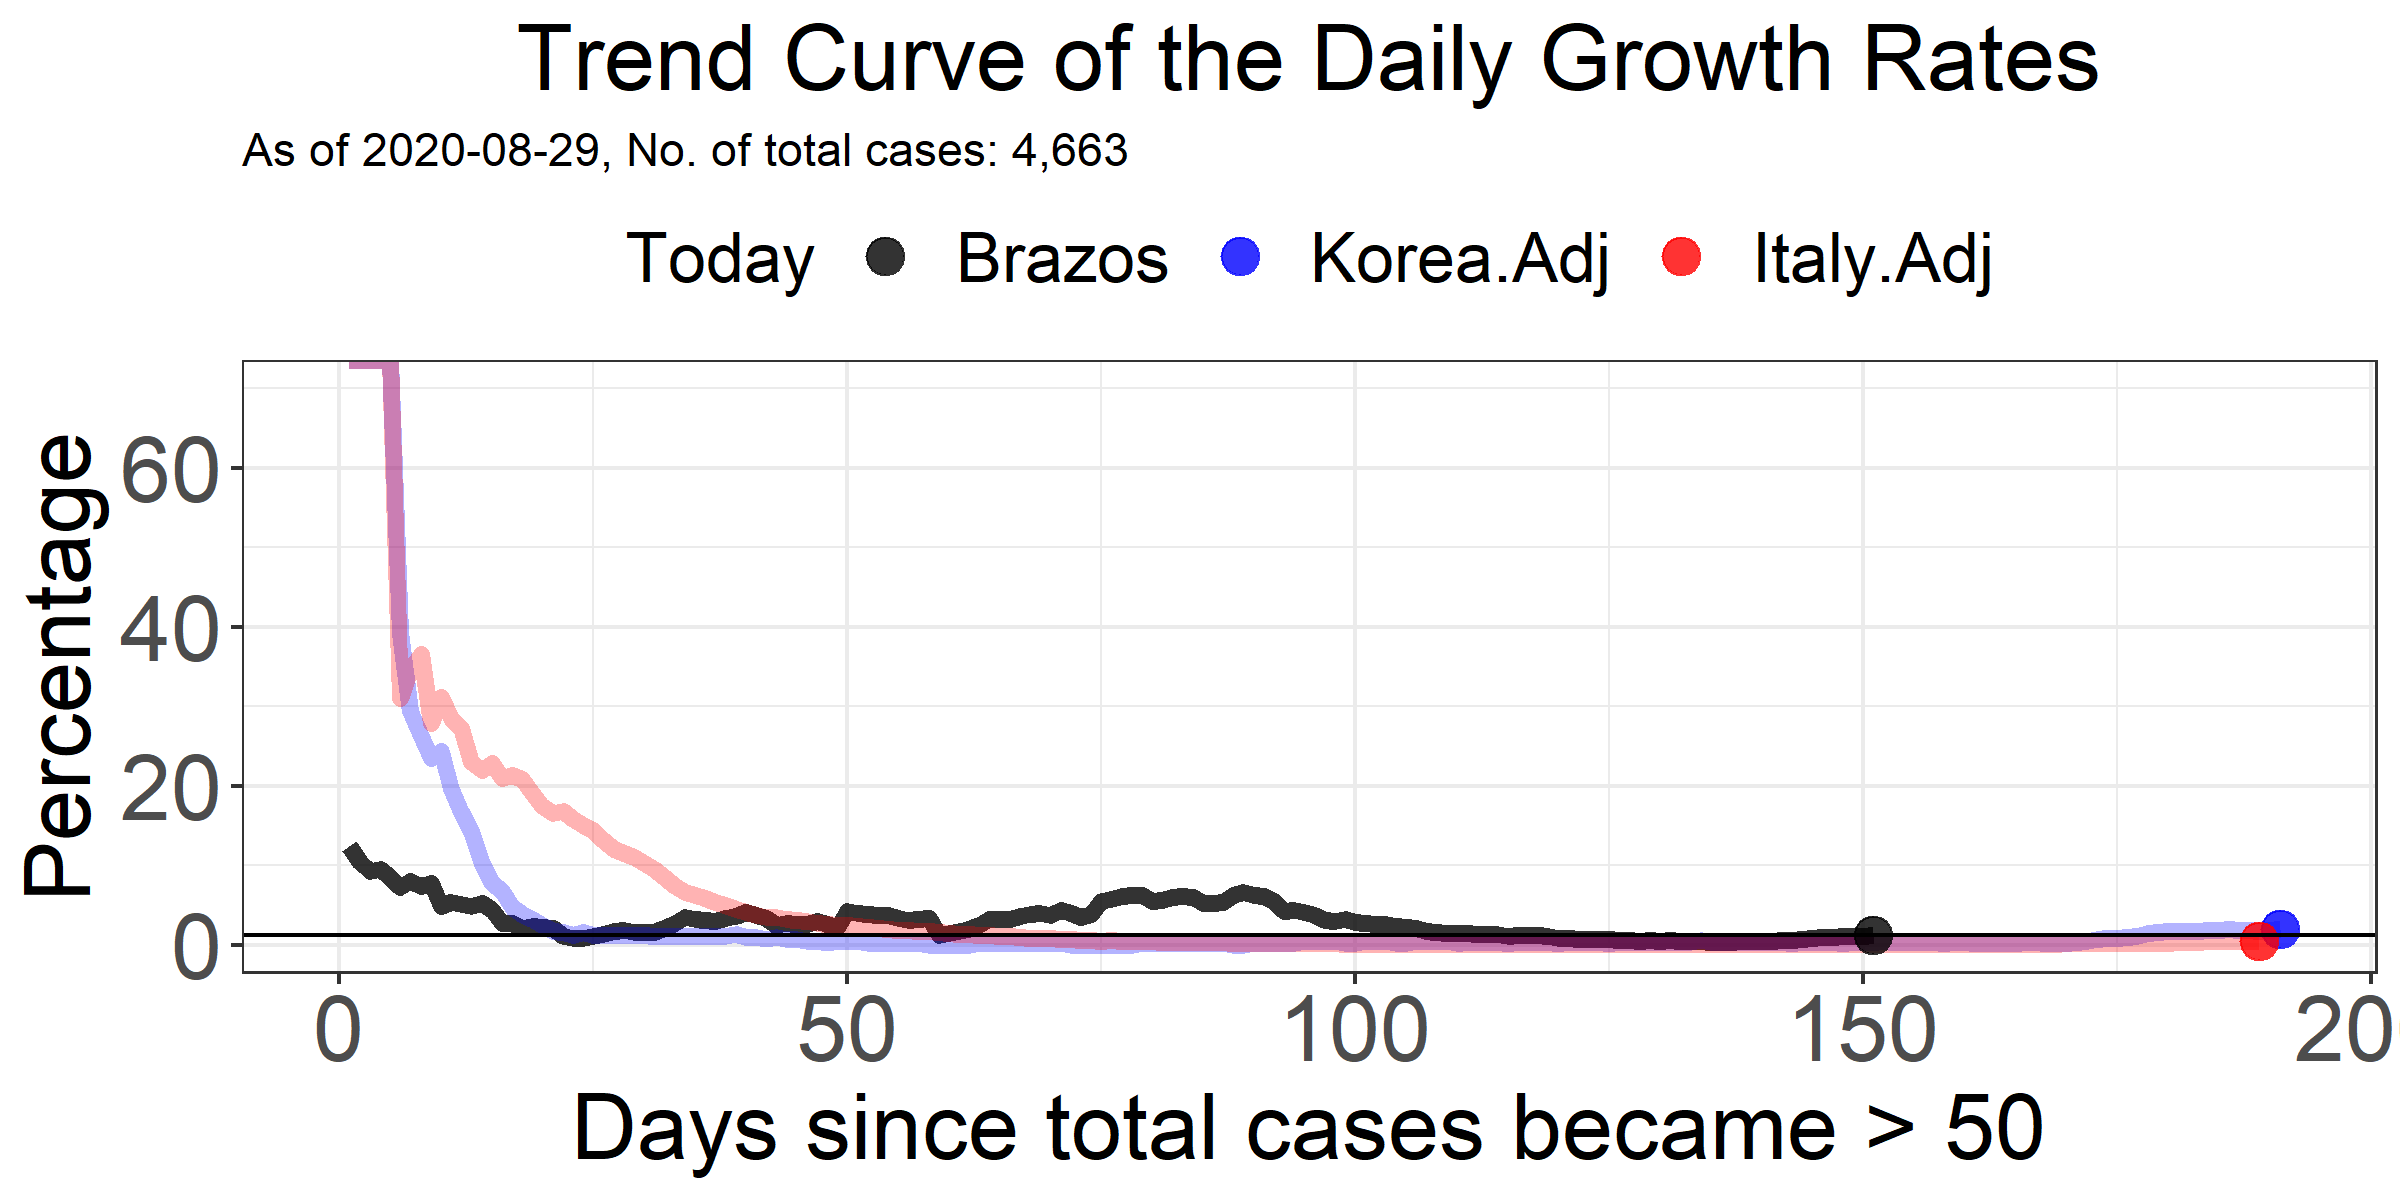 Trend Curve of the Daily Growth Rates
As of 2020-08-29, No. of total cases: 4,663
Today Brazos Korea.Adj Italy.Adj
Percentage
60
40
20
0
0 50 100 150 20
Days since total cases became > 50